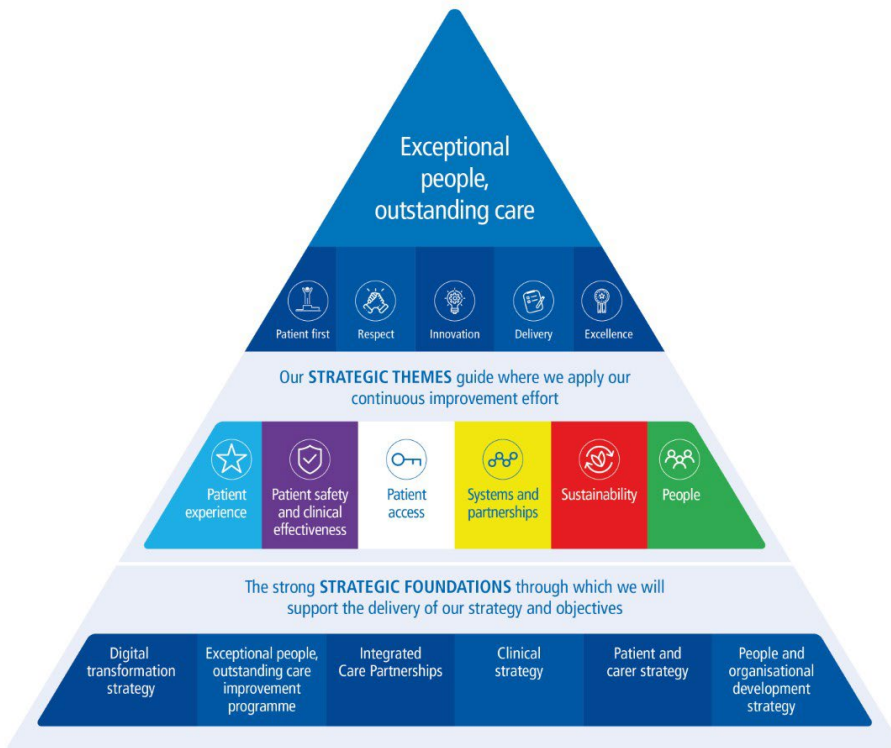 Exceptional
people,
outstanding care
Patient first
Respect
Innovation
Delivery
Excellence
Our STRATEGIC THEMES guide where we apply our
continuous improvement effort
Patient
experience
Patient safety
and clinical
effectiveness
Patient
access
Systems and
partnerships
Sustainability
People
The strong STRATEGIC FOUNDATIONS through which we will
support the delivery of our strategy and objectives
Digital
transformation
strategy
Exceptional people,
outstanding care
improvement
programme
Integrated
Care Partnerships
Clinical
strategy
Patient and
carer strategy
People and
organisational
development
strategy